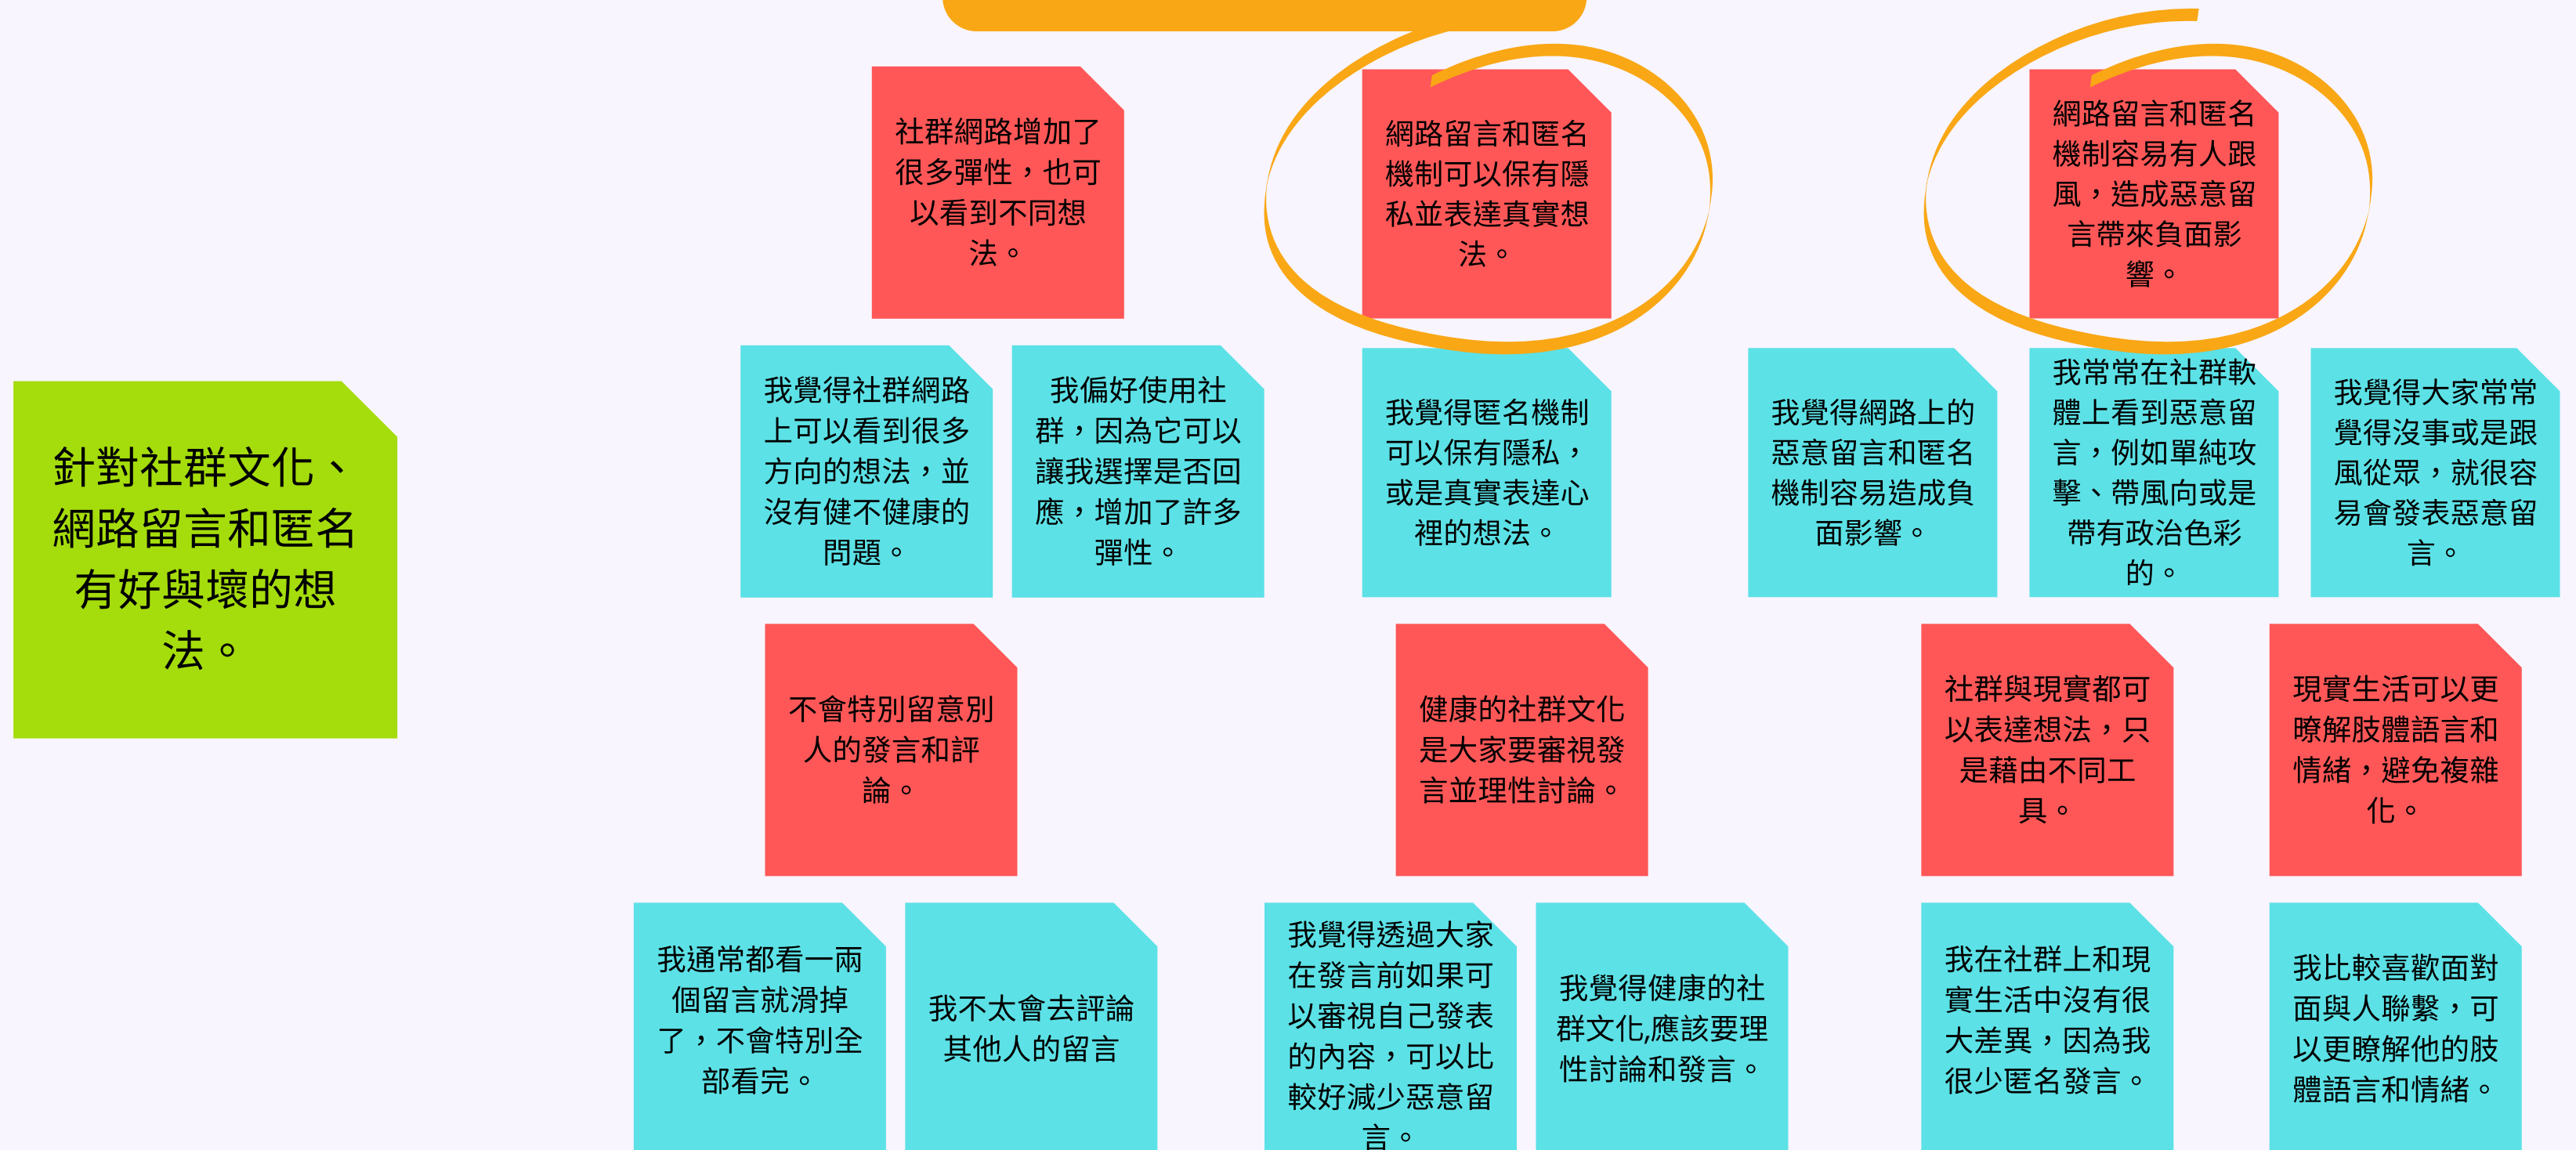 針對社群文化、
網路留言和匿名
有好與壞的想
法。
社群網路增加了
很多彈性，也可
以看到不同想
法。
網路留言和匿名
機制可以保有隱
私並表達真實想
法。
網路留言和匿名
機制容易有人跟
風，造成惡意留
言帶來負面影
響。
我覺得社群網路
上可以看到很多
方向的想法，並
沒有健不健康的
問題。
我偏好使用社
群，因為它可以
讓我選擇是否回
應，增加了許多
彈性。
我覺得匿名機制
可以保有隱私，
或是真實表達心
裡的想法。
我覺得網路上的
惡意留言和匿名
機制容易造成負
面影響。
我常常在社群軟
體上看到惡意留
言，例如單純攻
擊、帶風向或是
帶有政治色彩
的。
我覺得大家常常
覺得沒事或是跟
風從眾，就很容
易會發表惡意留
言。
不會特別留意別
人的發言和評
論。
健康的社群文化
是大家要審視發
言並理性討論。
社群與現實都可
以表達想法，只
是藉由不同工
具。
現實生活可以更
瞭解肢體語言和
情緒，避免複雜
化。
我通常都看一兩
個留言就滑掉
了，不會特別全
部看完。
我不太會去評論
其他人的留言
我覺得透過大家
在發言前如果可
以審視自己發表
的內容，可以比
較好減少惡意留
言。
我覺得健康的社
群文化,應該要理
性討論和發言。
我在社群上和現
實生活中沒有很
大差異，因為我
很少匿名發言。
我比較喜歡面對
面與人聯繫，可
以更瞭解他的肢
體語言和情緒。